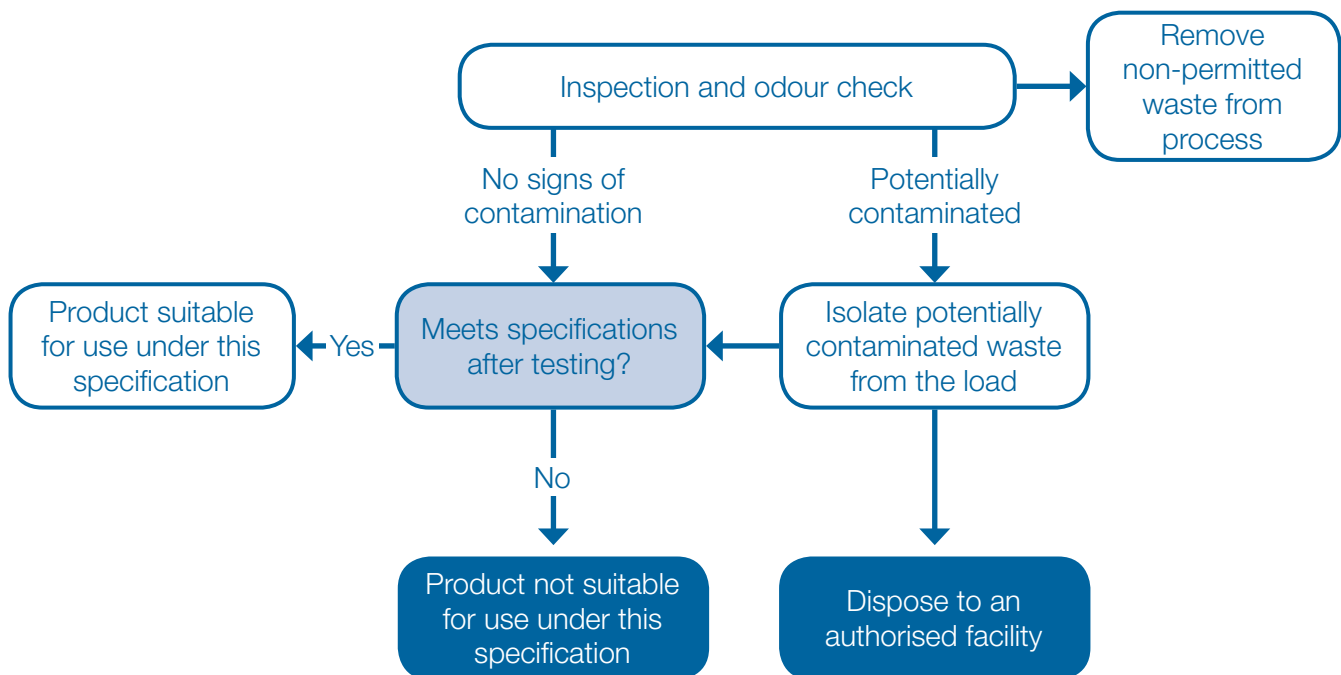 Inspection and odour check
Remove
non-permitted
waste from
process
No signs of
contamination
Potentially
contaminated
Product suitable
for use under this
specification
Yes
Meets specifications
after testing?
Isolate potentially
contaminated waste
from the load
No
Product not suitable
for use under this
specification
Dispose to an
authorised facility